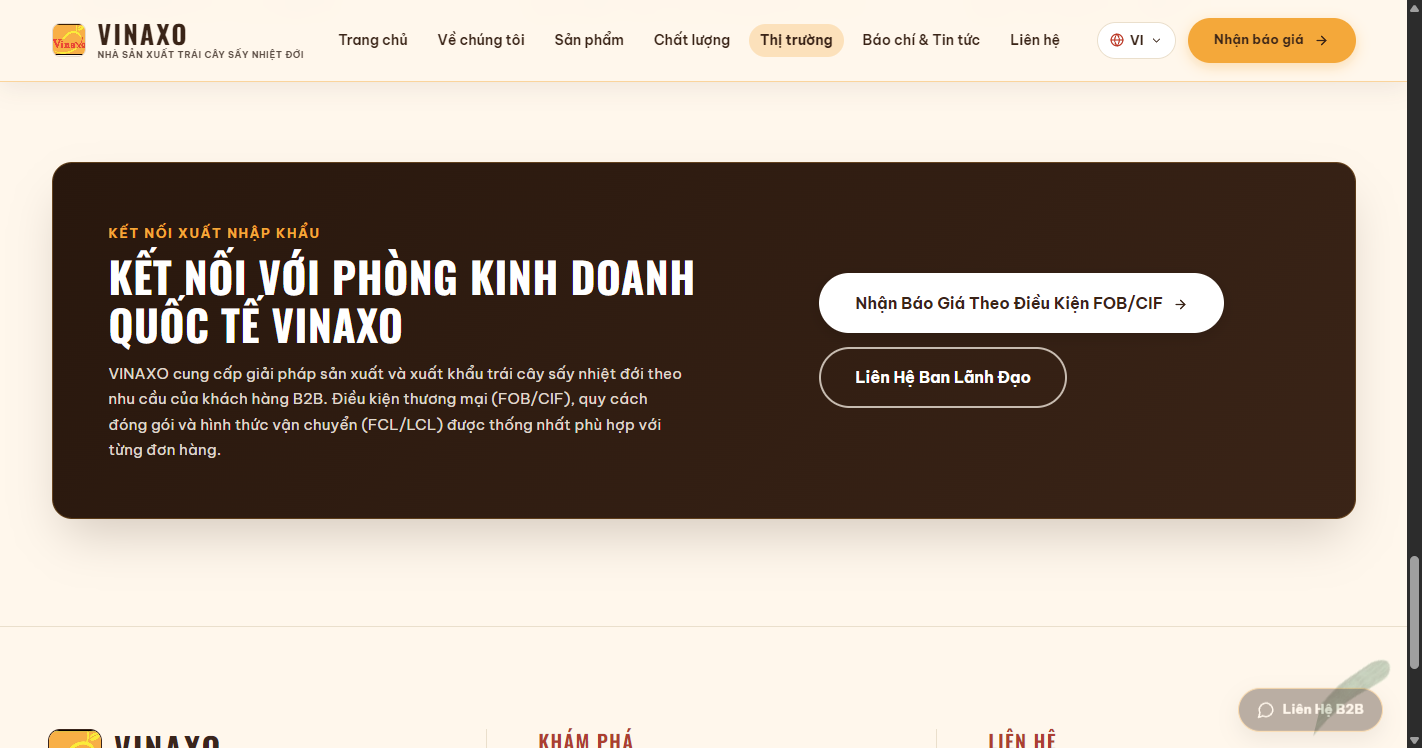 Vinaxo
VINAXO
NHÀ SẢN XUẤT TRÁI CÂY SẤY NHIỆT ĐỚI
Trang chủ
Về chúng tôi
Sản phẩm
Chất lượng
Thị trường
Báo chí & Tin tức
Liên hệ
VI
Nhận báo giá
KẾT NỐI XUẤT NHẬP KHẨU
KẾT NỐI VỚI PHÒNG KINH DOANH
QUỐC TẾ VINAXO
VINAXO cung cấp giải pháp sản xuất và xuất khẩu trái cây sấy nhiệt đới theo
nhu cầu của khách hàng B2B. Điều kiện thương mại (FOB/CIF), quy cách
đóng gói và hình thức vận chuyển (FCL/LCL) được thống nhất phù hợp với
từng đơn hàng.
Nhận Báo Giá Theo Điều Kiện FOB/CIF
Liên Hệ Ban Lãnh Đạo
Liên Hệ B2B
VINAXO
KHÁM PHÁ
LIÊN HỆ